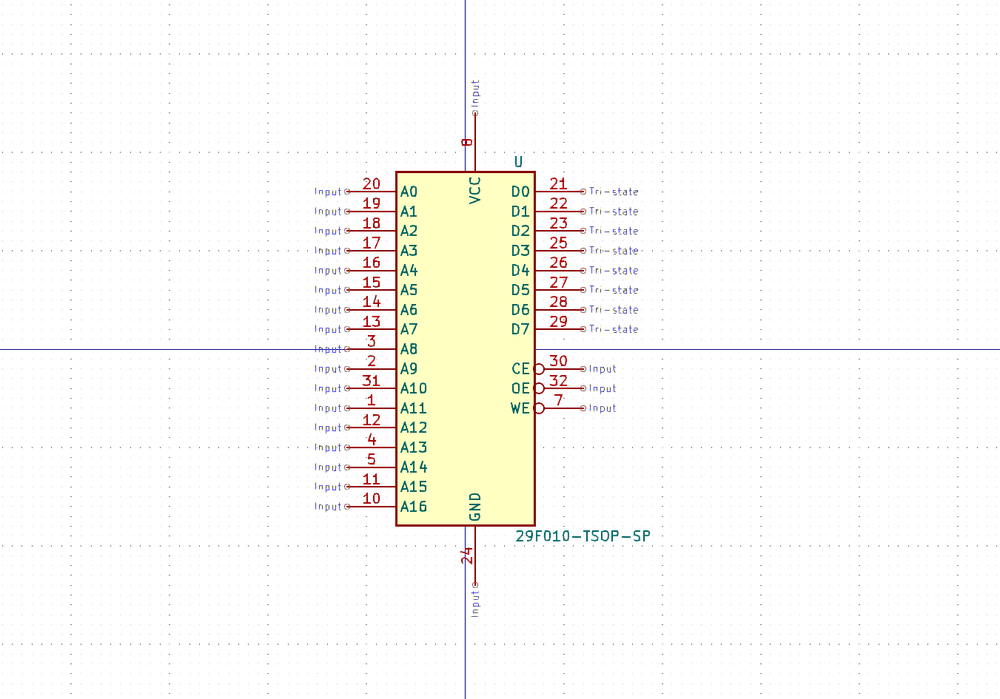 Input
8
U
VCC
Input 20 A0 D0 21 Tri-state
Input 19 A1 D1 22 Tri-state
Input 18 A2 D2 23 Tri-state
Input 17 A3 D3 25 Tri-state
Input 16 A4 D4 26 Tri-state
Input 15 A5 D5 27 Tri-state
Input 14 A6 D6 28 Tri-state
Input 13 A7 D7 29 Tri-state
Input 3 A8
Input 2 A9 CE 30 Input
Input 31 A10 OE 32 Input
Input 1 A11 WE 7 Input
Input 12 A12
Input 4 A13
Input 5 A14
Input 11 A15
Input 10 A16
GND
29F010-TSOP-SP
24
Input